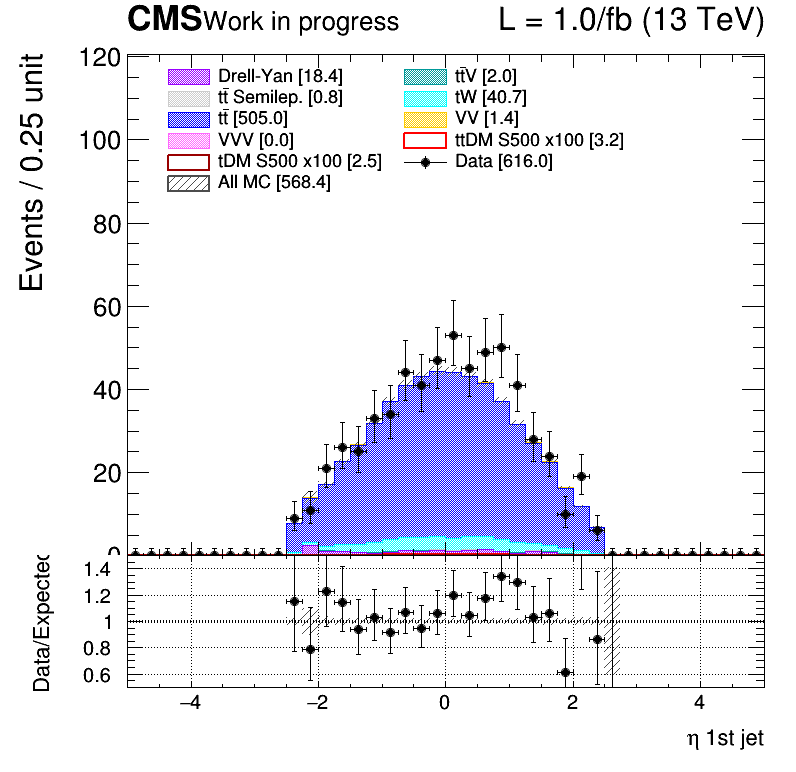 CMS Work in progress L = 1.0/fb (13 TeV)
Events / 0.25 unit
120
100
80
60
40
20
0
Drell-Yan [18.4] tt̄V [2.0]
tt̄ Semilep. [0.8] tW [40.7]
tt̄ [505.0] VV [1.4]
VVV [0.0] ttDM S500 x100 [3.2]
tDM S500 x100 [2.5] Data [616.0]
All MC [568.4]
Data/Expected
1.4
1.2
1
0.8
0.6
−4 −2 0 2 4
η 1st jet